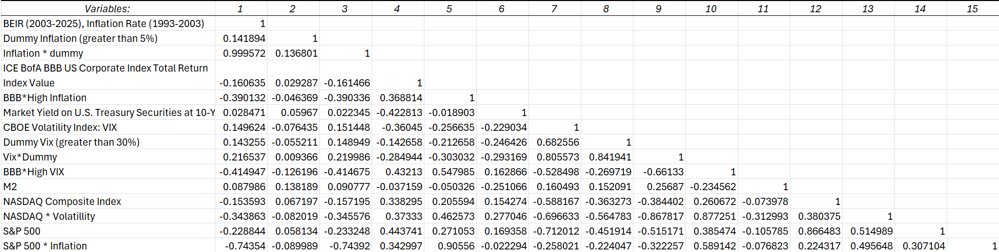 Variables: 1 2 3 4 5 6 7 8 9 10 11 12 13 14 15
BEIR (2003-2025), Inflation Rate (1993-2003) 1
Dummy Inflation (greater than 5%) 0.141894 1
Inflation * dummy 0.999572 0.136801 1
ICE BofA BBB US Corporate Index Total Return
Index Value -0.160635 0.029287 -0.161466 1
BBB*High Inflation -0.390132 -0.046369 -0.390336 0.368814 1
Market Yield on U.S. Treasury Securities at 10-Y 0.028471 0.05967 0.022345 -0.422813 -0.018903 1
CBOE Volatility Index: VIX 0.149624 -0.076435 0.151448 -0.36045 -0.256635 -0.229034 1
Dummy Vix (greater than 30%) 0.143255 -0.055211 0.148949 -0.142658 -0.212658 -0.246426 0.682556 1
Vix*Dummy 0.216537 0.009366 0.219986 -0.284944 -0.303032 -0.293169 0.805573 0.841941 1
BBB*High VIX -0.414947 -0.126196 -0.414675 0.43213 0.547985 0.162866 -0.528498 -0.269719 -0.66133 1
M2 0.087986 0.138189 0.090777 -0.037159 -0.050326 -0.251066 0.160493 0.152091 0.25687 -0.234562 1
NASDAQ Composite Index -0.153593 0.067197 -0.157195 0.338295 0.205594 0.154274 -0.588167 -0.363273 -0.384402 0.260672 -0.073978 1
NASDAQ * Volatillity -0.343863 -0.082019 -0.345576 0.37333 0.462573 0.277046 -0.696633 -0.564783 -0.867817 0.877251 -0.312993 0.380375 1
S&P 500 -0.228844 0.058134 -0.233248 0.443741 0.271053 0.169358 -0.712012 -0.451914 -0.515171 0.385474 -0.105785 0.866483 0.514989 1
S&P 500 * Inflation -0.74354 -0.089989 -0.74392 0.342997 0.90556 -0.022294 -0.258021 -0.224047 -0.322257 0.589142 -0.076823 0.224317 0.495648 0.307104 1